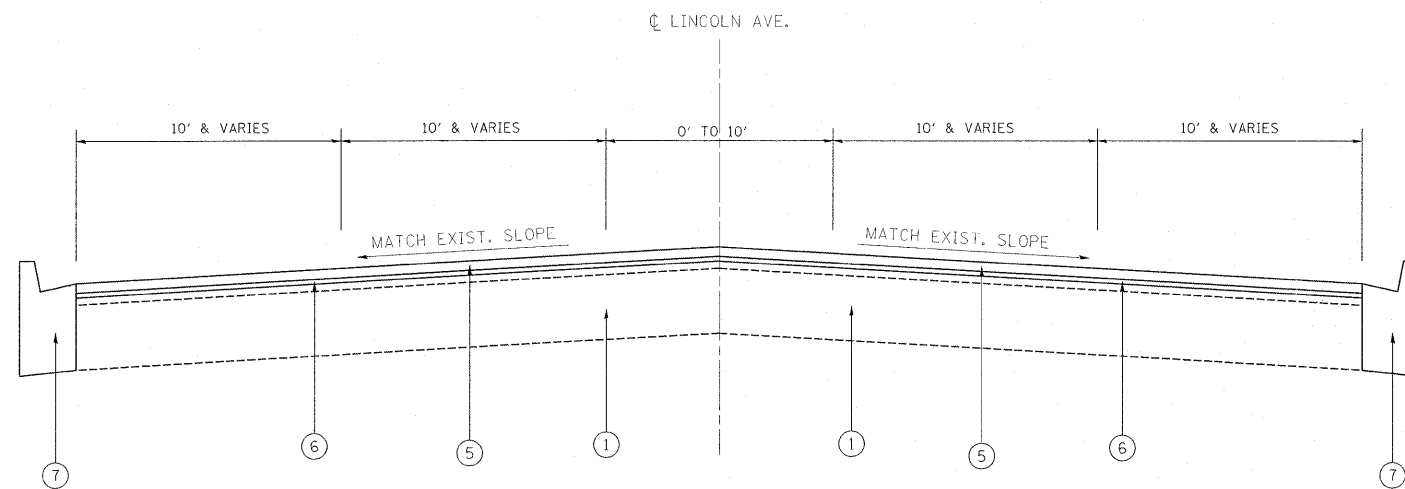 ℄ LINCOLN AVE.
10' & VARIES 10' & VARIES 0' TO 10' 10' & VARIES 10' & VARIES
MATCH EXIST. SLOPE MATCH EXIST. SLOPE
7 6 5 1 1 5 6 7